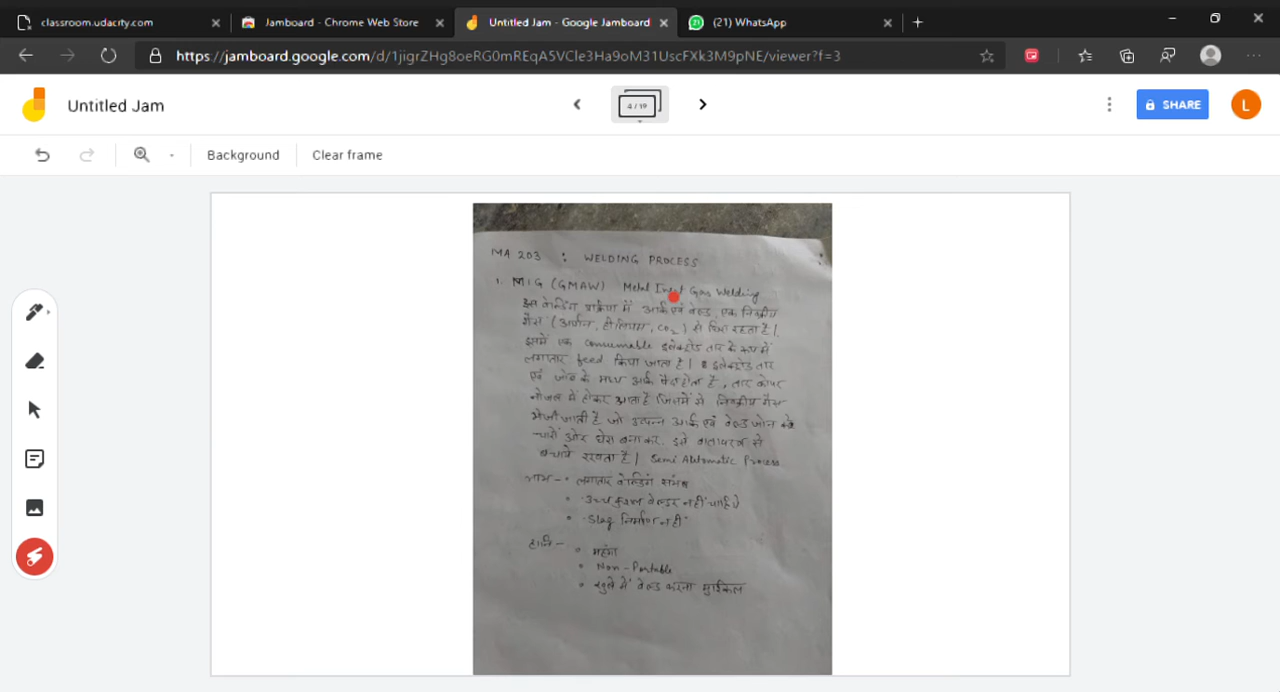 classroom.udacity.com
Jamboard - Chrome Web Store
Untitled Jam - Google Jamboard
(21) WhatsApp
https://jamboard.google.com/d/1jigrZHg8oeRG0mREqA5VCle3Ha9oM31UscFXk3M9pNE/viewer?f=3
Untitled Jam
4 / 19
SHARE
L
Background
Clear frame
MA 203 : WELDING PROCESS
1. MIG (GMAW) Metal Inert Gas Welding
इस वेल्डिंग प्रक्रिया में आर्क एवं वेल्ड, एक निष्क्रीय
गैस (आर्गन, हीलियम, CO2) से घिरा रहता है|
इसमें एक consumable इलेक्ट्रोड तार के रूप में
लगातार feed किया जाता है| इलेक्ट्रोड तार
एवं जॉब के मध्य आर्क पैदा होता है, तार कॉपर
नोजल में होकर आता है जिसमें से निष्क्रीय गैस
भेजी जाती है जो उत्पन्न आर्क एवं वेल्ड जोन के
चारों ओर घेरा बनाकर, इसे वातावरण से
बचाये रखता है| Semi Automatic Process
लाभ - • लगातार वेल्डिंग संभव
• उच्च कुशल वेल्डर नहीं चाहिए
• Slag निर्माण नहीं
हानि - • महंगा
• Non-Portable
• खुले में वेल्ड करना मुश्किल